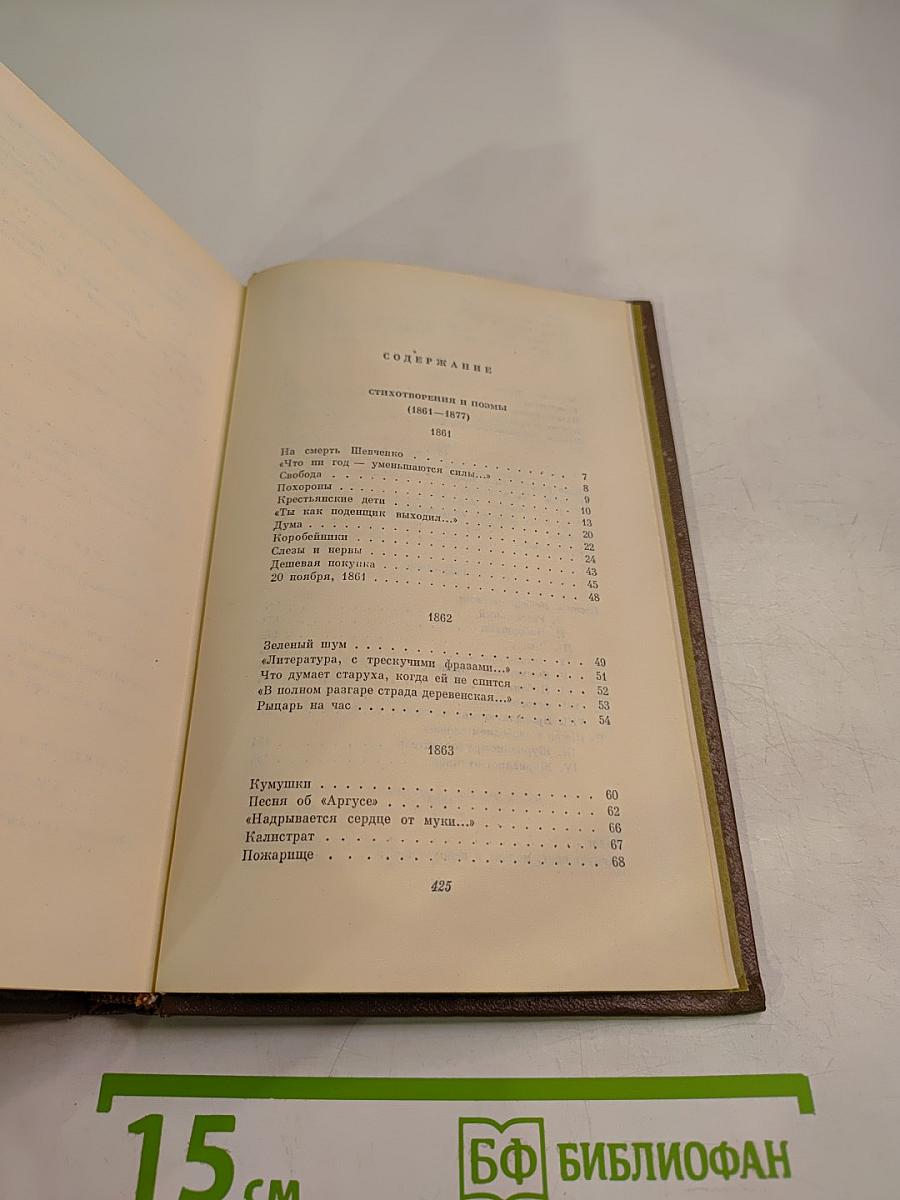 СОДЕРЖАНИЕ
СТИХОТВОРЕНИЯ И ПОЭМЫ
(1861—1877)
1861
На смерть Шевченко . . . . . . . . . . 7
«Что ни год — уменьшаются силы...» . . . . . . 8
Свобода . . . . . . . . . . 9
Похороны . . . . . . . . . . 10
Крестьянские дети . . . . . . . . . . 13
«Ты как поденщик выходил...» . . . . . . . . 20
Дума . . . . . . . . . . 22
Коробейники . . . . . . . . . . 24
Слезы и нервы . . . . . . . . . . 43
Дешевая покупка . . . . . . . . . . 45
20 ноября, 1861 . . . . . . . . . . 48
1862
Зеленый шум . . . . . . . . . . 49
«Литература, с трескучими фразами...» . . . . . . 51
Что думает старуха, когда ей не спится . . . . . . 52
«В полном разгаре страда деревенская...» . . . . . . 53
Рыцарь на час . . . . . . . . . . 54
1863
Кумушки . . . . . . . . . . 60
Песня об «Аргусе» . . . . . . . . . . 62
«Надрывается сердце от муки...» . . . . . . . . 66
Калистрат . . . . . . . . . . 67
Пожарище . . . . . . . . . . 68
425
15 см
БФ БИБЛИОФАН